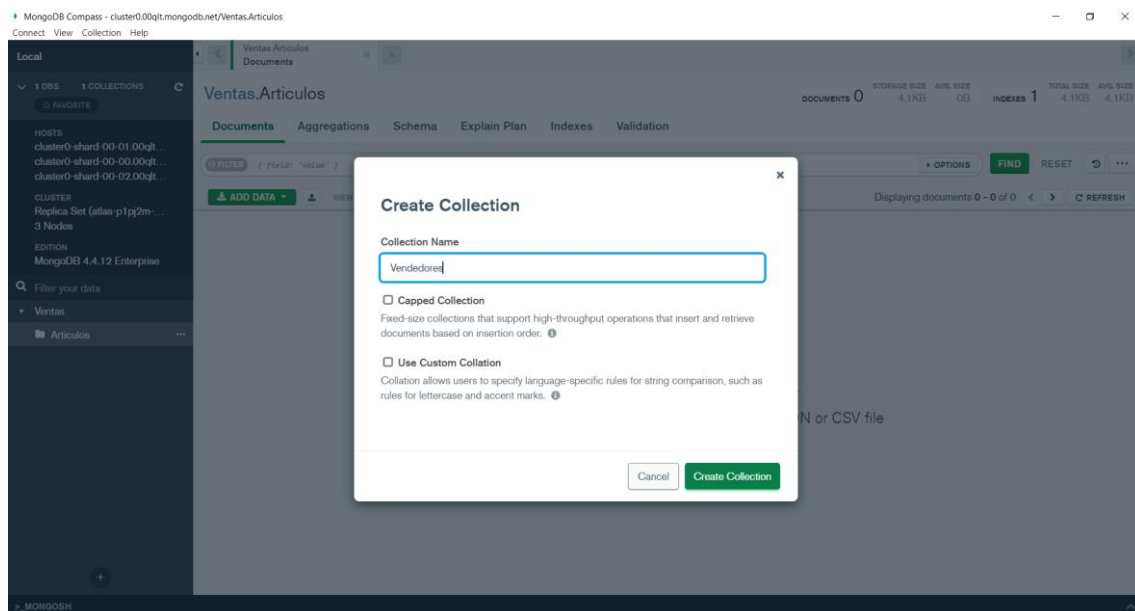 MongoDB Compass - cluster0.00qlt.mongodb.net/Ventas.Articulos
Connect View Collection Help
Local
1 DBS 1 COLLECTIONS
FAVORITE
HOSTS
cluster0-shard-00-01.00qlt...
cluster0-shard-00-00.00qlt...
cluster0-shard-00-02.00qlt...
CLUSTER
Replica Set (atlas-p1pj2m-...
3 Nodes
EDITION
MongoDB 4.4.12 Enterprise
Filter your data
Ventas
Articulos
>_MONGOSH
Ventas.Articulos
Documents
Ventas.Articulos
DOCUMENTS 0 STORAGE SIZE 4.1KB AVG. SIZE 0B INDEXES 1 TOTAL SIZE 4.1KB AVG. SIZE 4.1KB
Documents Aggregations Schema Explain Plan Indexes Validation
FILTER { field: 'value' } OPTIONS FIND RESET
ADD DATA VIEW Displaying documents 0 - 0 of 0 REFRESH
Create Collection
Collection Name
Vendedores
Capped Collection
Fixed-size collections that support high-throughput operations that insert and retrieve
documents based on insertion order.
Use Custom Collation
Collation allows users to specify language-specific rules for string comparison, such as
rules for lettercase and accent marks.
N or CSV file
Cancel Create Collection